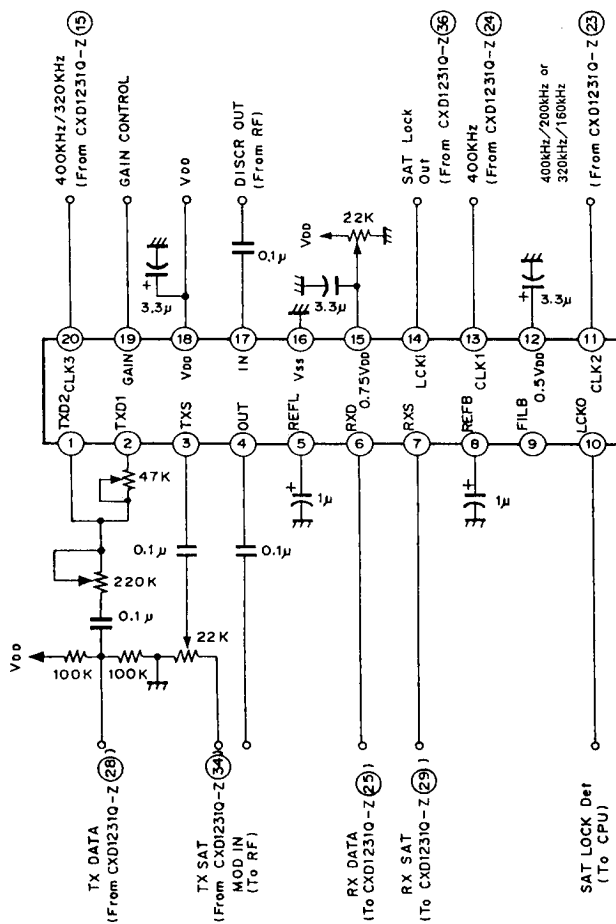 400KHz/320KHz
(From CXD1231Q-Z 15)
GAIN CONTROL
VDD
DISCR OUT
(From RF)
SAT Lock
Out
(From CXD1231Q-Z 36)
400KHz
(From CXD1231Q-Z 24)
400kHz/200kHz or
320kHz/160kHz
(From CXD1231Q-Z 23)
+
3.3μ
0.1μ
VDD
22K
3.3μ
+
3.3μ
20
19
18
17
16
15
14
13
12
11
CLK3
GAIN
VDD
IN
VSS
0.75VDD
LCKI
CLK1
0.5VDD
CLK2
TXD2
TXD1
TXS
OUT
REFL
RXD
RXS
REFB
FILB
LCKO
1
2
3
4
5
6
7
8
9
10
47K
220K
0.1μ
0.1μ
0.1μ
+
1μ
+
1μ
VDD
100K
100K
22K
TX DATA
(From CXD1231Q-Z 28)
TX SAT
(From CXD1231Q-Z 34)
MOD IN
(To RF)
RX DATA
(To CXD1231Q-Z 25)
RX SAT
(To CXD1231Q-Z 29)
SAT LOCK Det
(To CPU)